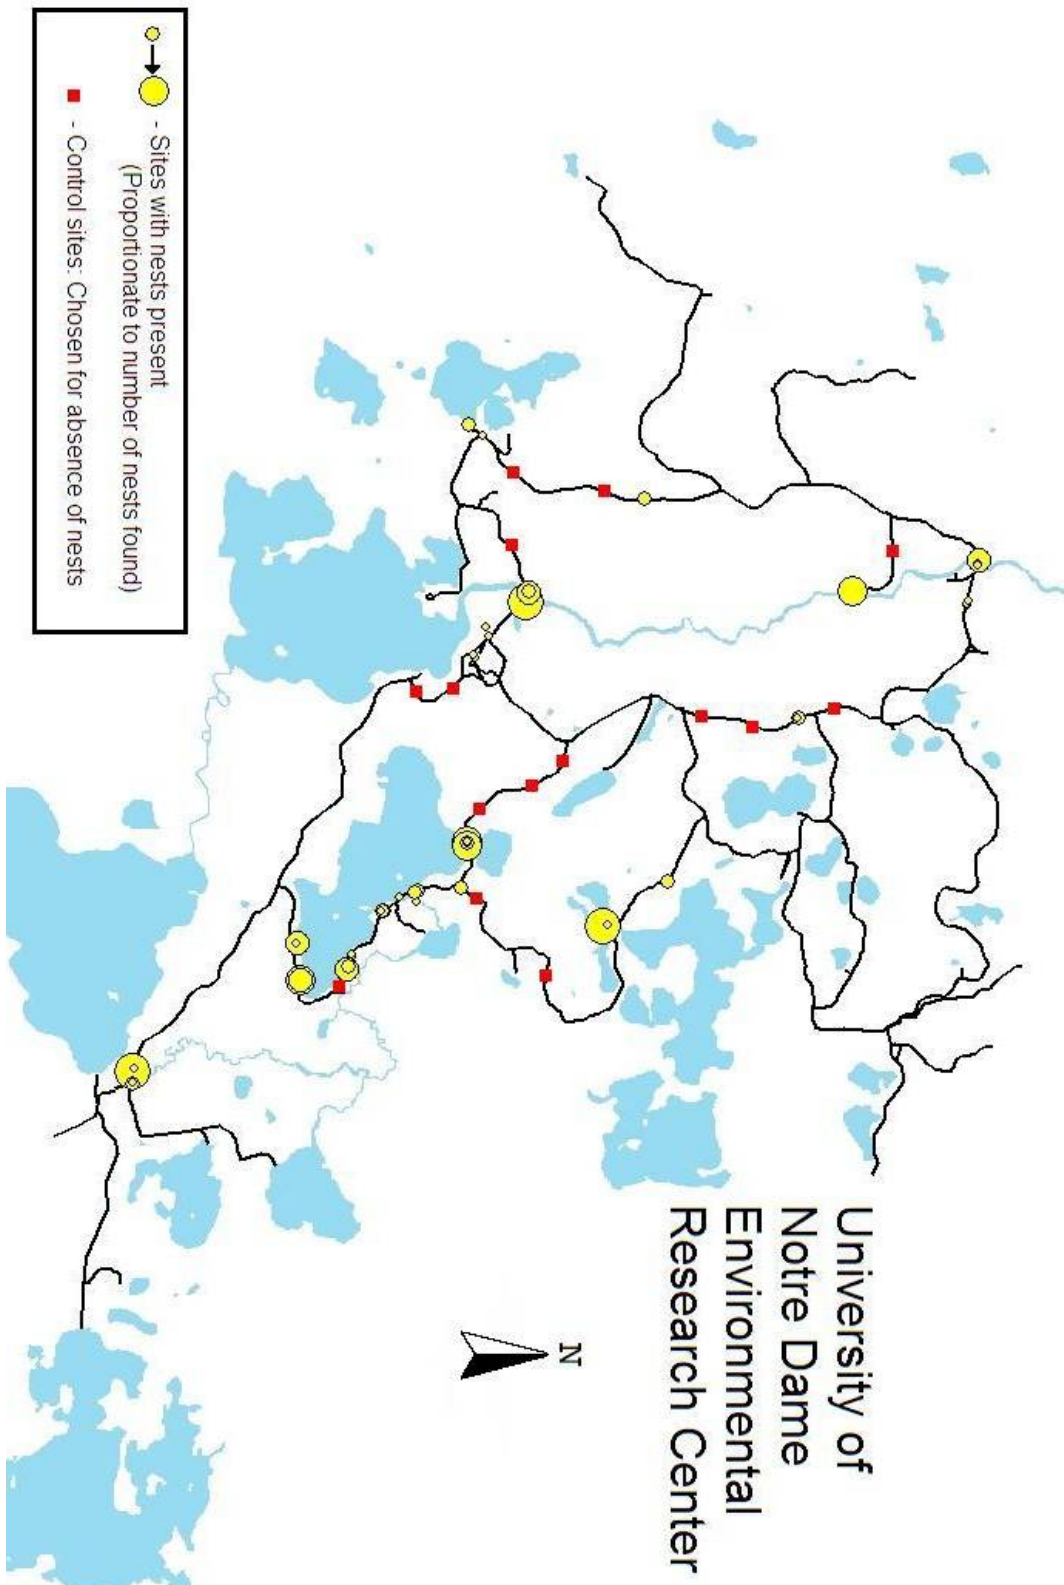 University of
Notre Dame
Environmental
Research Center
N
- Sites with nests present
(Proportionate to number of nests found)
- Control sites: Chosen for absence of nests